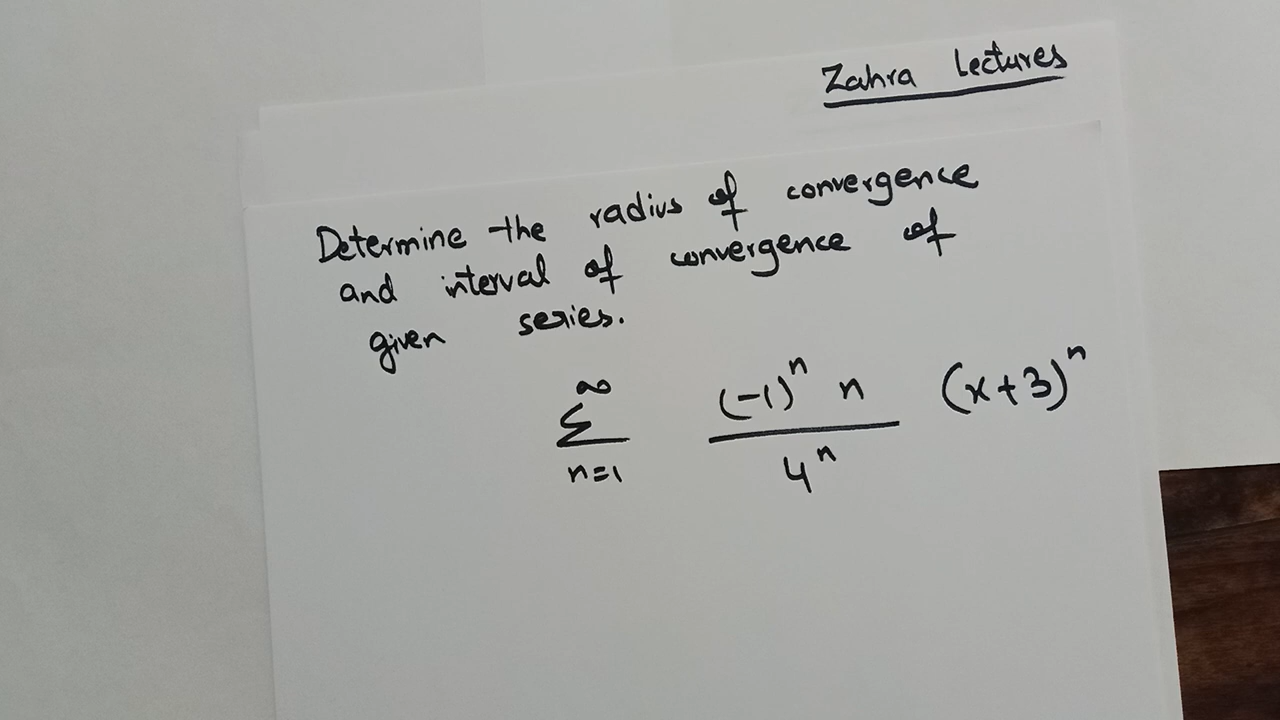 Zahra Lectures
Determine the radius of convergence
and interval of convergence of
given series.
∞
Σ (-1)^n n / 4^n (x+3)^n
n=1